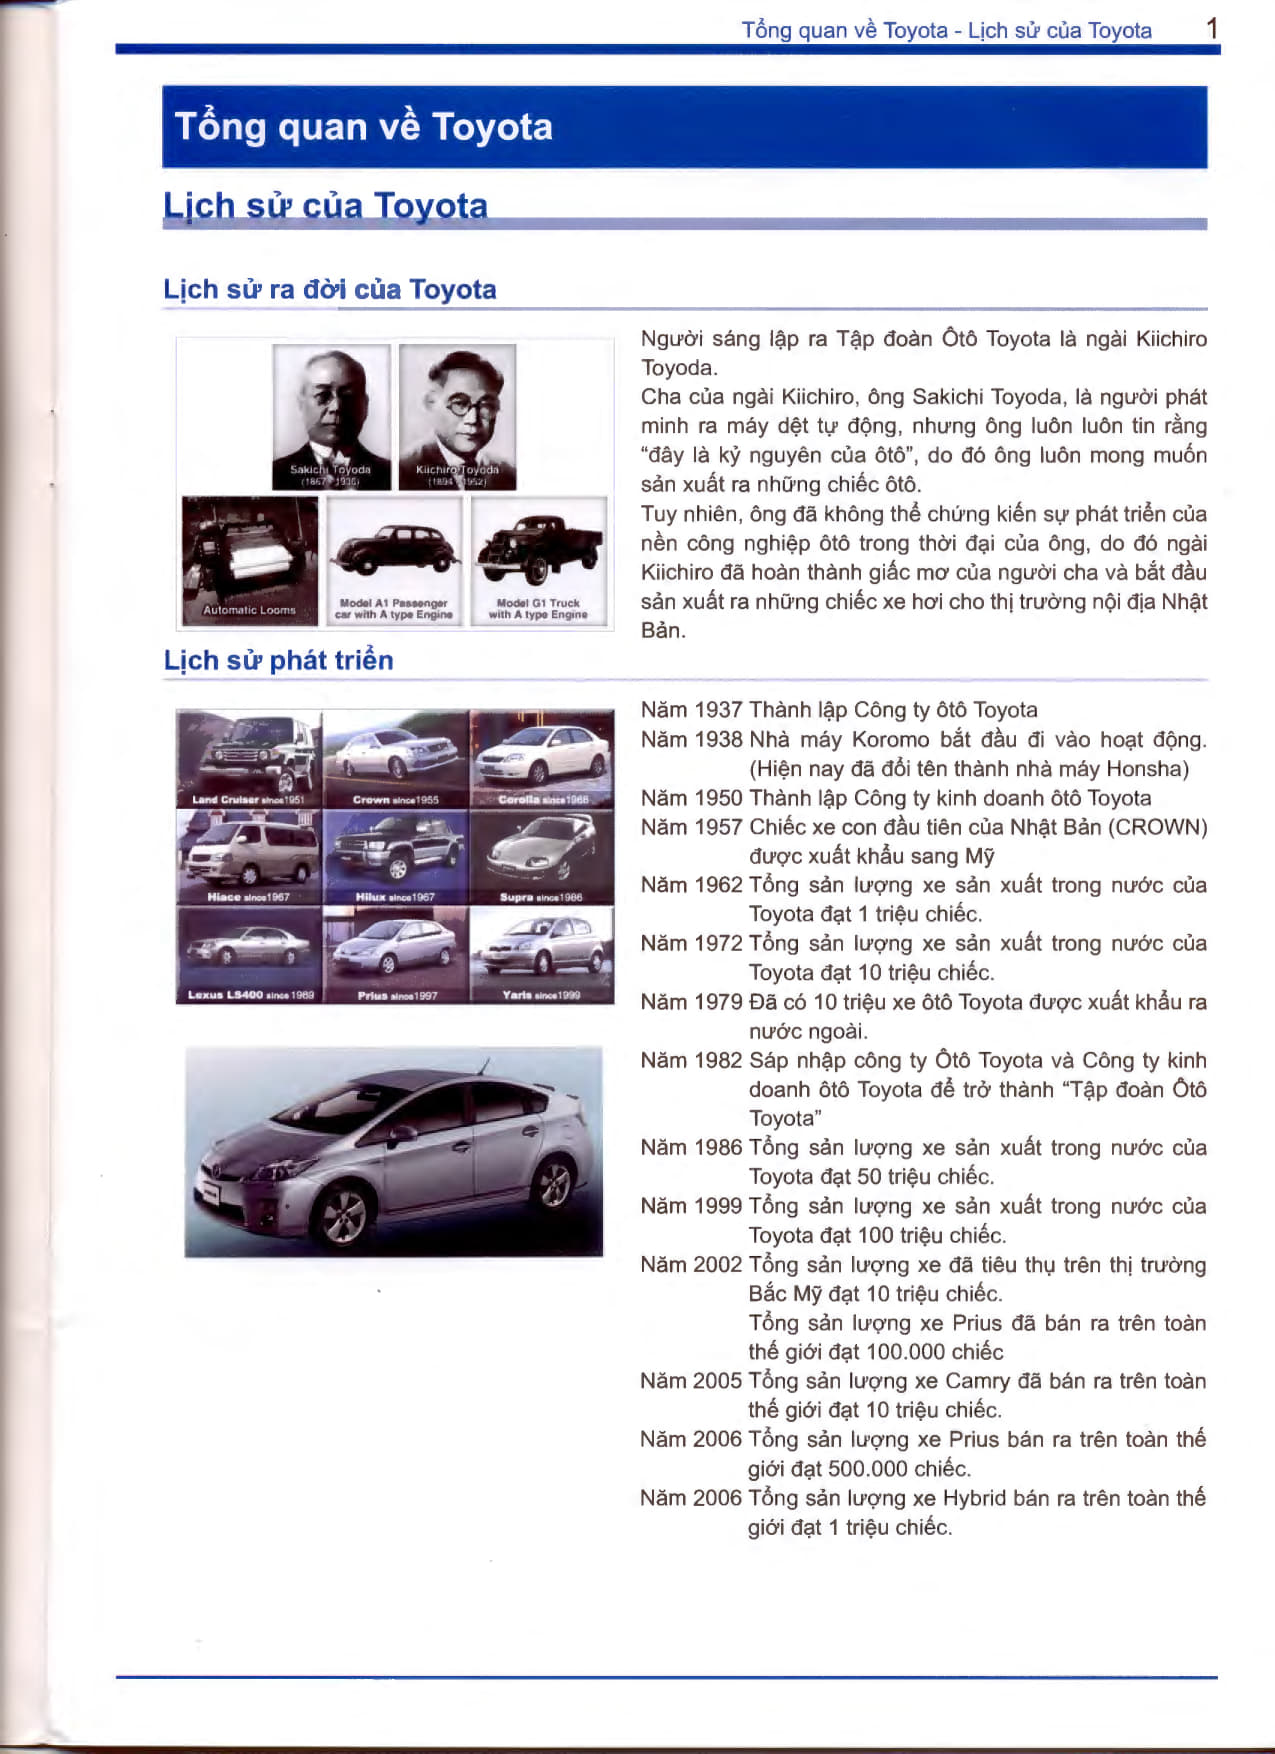 Tổng quan về Toyota - Lịch sử của Toyota 1
Tổng quan về Toyota
Lịch sử của Toyota
Lịch sử ra đời của Toyota
Sakichi Toyoda
(1867 - 1930)
Kiichiro Toyoda
(1894 - 1952)
Automatic Looms
Model A1 Passenger
car with A type Engine
Model G1 Truck
with A type Engine
Người sáng lập ra Tập đoàn Ôtô Toyota là ngài Kiichiro
Toyoda.
Cha của ngài Kiichiro, ông Sakichi Toyoda, là người phát
minh ra máy dệt tự động, nhưng ông luôn luôn tin rằng
“đây là kỷ nguyên của ôtô”, do đó ông luôn mong muốn
sản xuất ra những chiếc ôtô.
Tuy nhiên, ông đã không thể chứng kiến sự phát triển của
nền công nghiệp ôtô trong thời đại của ông, do đó ngài
Kiichiro đã hoàn thành giấc mơ của người cha và bắt đầu
sản xuất ra những chiếc xe hơi cho thị trường nội địa Nhật
Bản.
Lịch sử phát triển
Land Cruiser since1951
Crown since1955
Corolla since1966
Hiace since1967
Hilux since1967
Supra since1986
Lexus LS400 since1989
Prius since1997
Yaris since1999
Năm 1937 Thành lập Công ty ôtô Toyota
Năm 1938 Nhà máy Koromo bắt đầu đi vào hoạt động.
(Hiện nay đã đổi tên thành nhà máy Honsha)
Năm 1950 Thành lập Công ty kinh doanh ôtô Toyota
Năm 1957 Chiếc xe con đầu tiên của Nhật Bản (CROWN)
được xuất khẩu sang Mỹ
Năm 1962 Tổng sản lượng xe sản xuất trong nước của
Toyota đạt 1 triệu chiếc.
Năm 1972 Tổng sản lượng xe sản xuất trong nước của
Toyota đạt 10 triệu chiếc.
Năm 1979 Đã có 10 triệu xe ôtô Toyota được xuất khẩu ra
nước ngoài.
Năm 1982 Sáp nhập công ty Ôtô Toyota và Công ty kinh
doanh ôtô Toyota để trở thành “Tập đoàn Ôtô
Toyota”
Năm 1986 Tổng sản lượng xe sản xuất trong nước của
Toyota đạt 50 triệu chiếc.
Năm 1999 Tổng sản lượng xe sản xuất trong nước của
Toyota đạt 100 triệu chiếc.
Năm 2002 Tổng sản lượng xe đã tiêu thụ trên thị trường
Bắc Mỹ đạt 10 triệu chiếc.
Tổng sản lượng xe Prius đã bán ra trên toàn
thế giới đạt 100.000 chiếc
Năm 2005 Tổng sản lượng xe Camry đã bán ra trên toàn
thế giới đạt 10 triệu chiếc.
Năm 2006 Tổng sản lượng xe Prius bán ra trên toàn thế
giới đạt 500.000 chiếc.
Năm 2006 Tổng sản lượng xe Hybrid bán ra trên toàn thế
giới đạt 1 triệu chiếc.